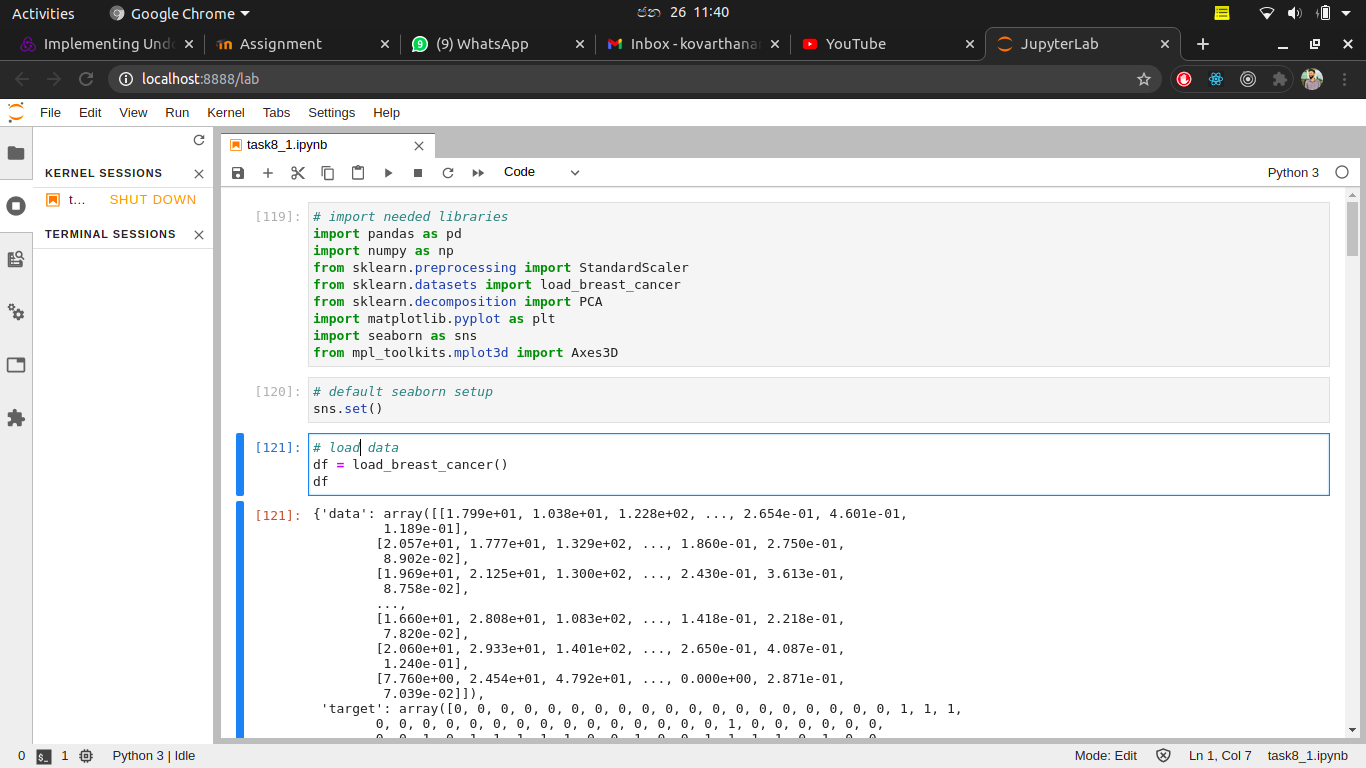 Activities
Google Chrome
ජන 26 11:40
Implementing Undo
Assignment
(9) WhatsApp
Inbox - kovarthanan
YouTube
JupyterLab
localhost:8888/lab
File Edit View Run Kernel Tabs Settings Help
KERNEL SESSIONS
t... SHUT DOWN
TERMINAL SESSIONS
task8_1.ipynb
Code
Python 3
[119]: # import needed libraries
import pandas as pd
import numpy as np
from sklearn.preprocessing import StandardScaler
from sklearn.datasets import load_breast_cancer
from sklearn.decomposition import PCA
import matplotlib.pyplot as plt
import seaborn as sns
from mpl_toolkits.mplot3d import Axes3D
[120]: # default seaborn setup
sns.set()
[121]: # load data
df = load_breast_cancer()
df
[121]: {'data': array([[1.799e+01, 1.038e+01, 1.228e+02, ..., 2.654e-01, 4.601e-01,
1.189e-01],
[2.057e+01, 1.777e+01, 1.329e+02, ..., 1.860e-01, 2.750e-01,
8.902e-02],
[1.969e+01, 2.125e+01, 1.300e+02, ..., 2.430e-01, 3.613e-01,
8.758e-02],
...,
[1.660e+01, 2.808e+01, 1.083e+02, ..., 1.418e-01, 2.218e-01,
7.820e-02],
[2.060e+01, 2.933e+01, 1.401e+02, ..., 2.650e-01, 4.087e-01,
1.240e-01],
[7.760e+00, 2.454e+01, 4.792e+01, ..., 0.000e+00, 2.871e-01,
7.039e-02]]),
'target': array([0, 0, 0, 0, 0, 0, 0, 0, 0, 0, 0, 0, 0, 0, 0, 0, 0, 0, 0, 1, 1, 1,
0, 0, 0, 0, 0, 0, 0, 0, 0, 0, 0, 0, 0, 0, 0, 1, 0, 0, 0, 0, 0, 0,
0 1 Python 3 | Idle
Mode: Edit
Ln 1, Col 7 task8_1.ipynb